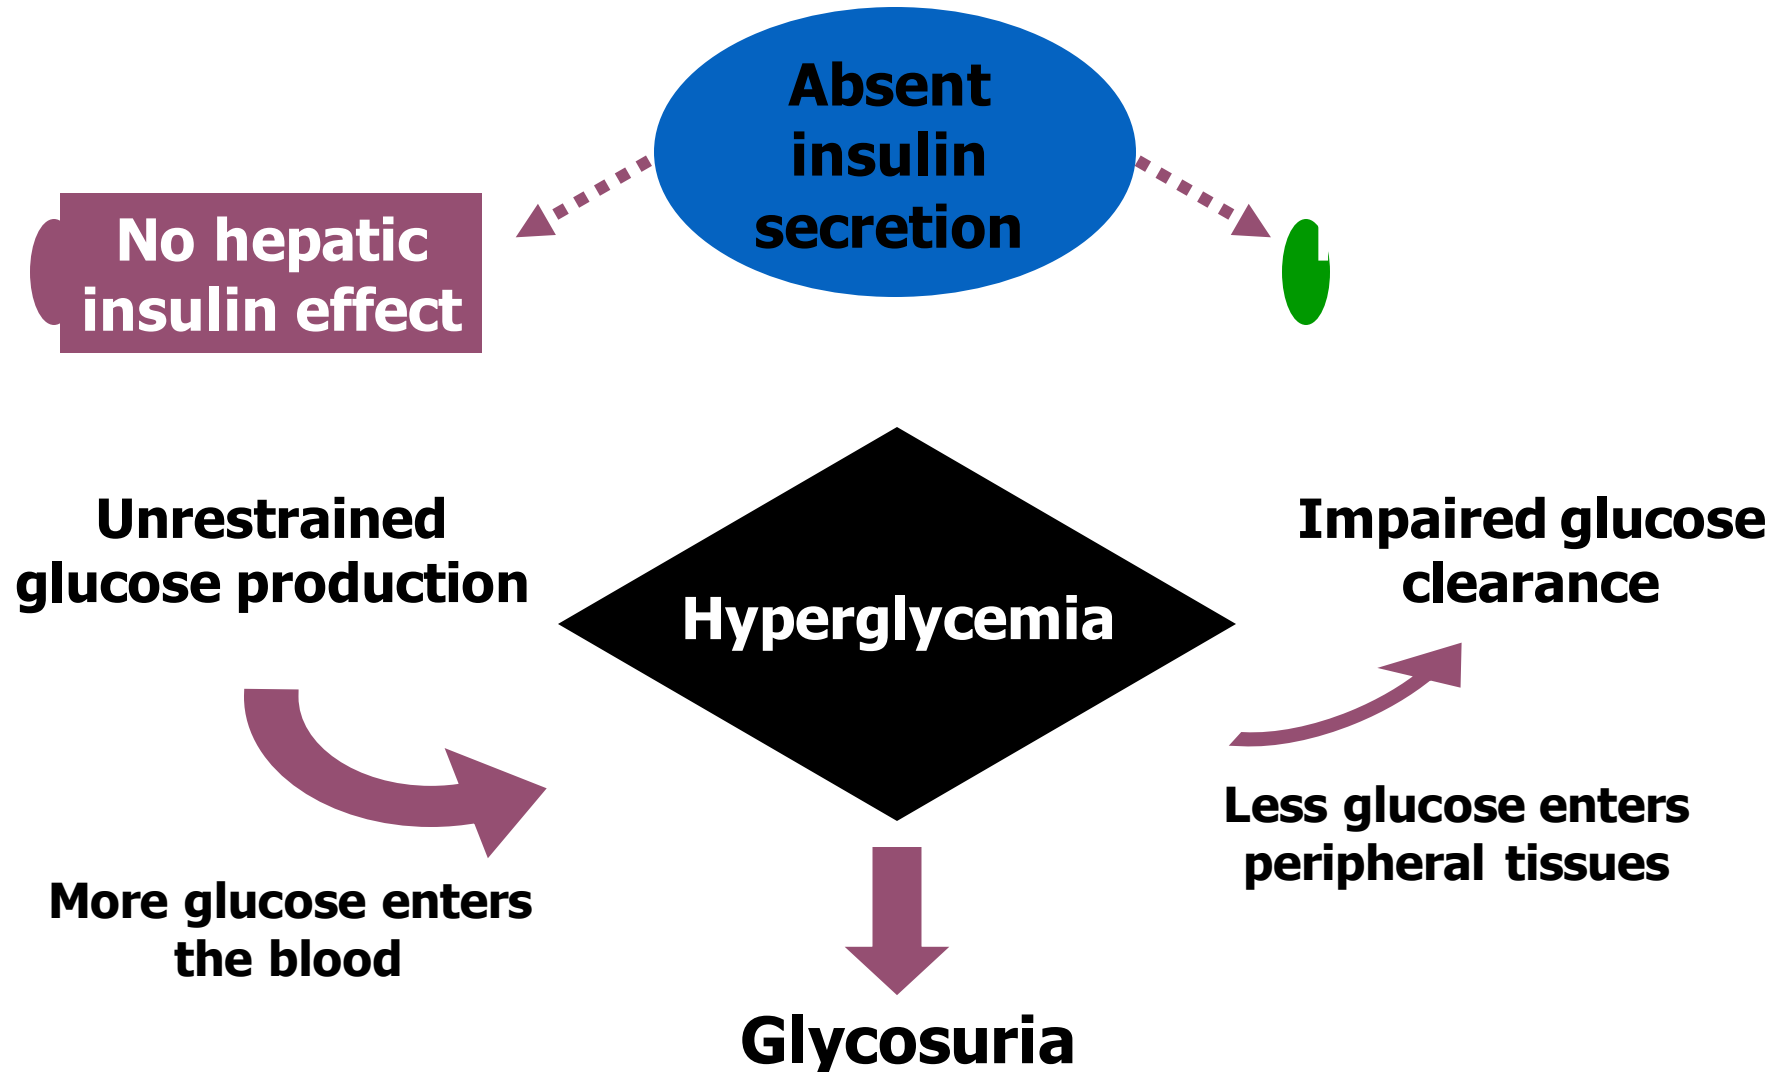 Absent
insulin
secretion
No hepatic
insulin effect
Unrestrained
glucose production
Hyperglycemia
Impaired glucose
clearance
More glucose enters
the blood
Less glucose enters
peripheral tissues
Glycosuria